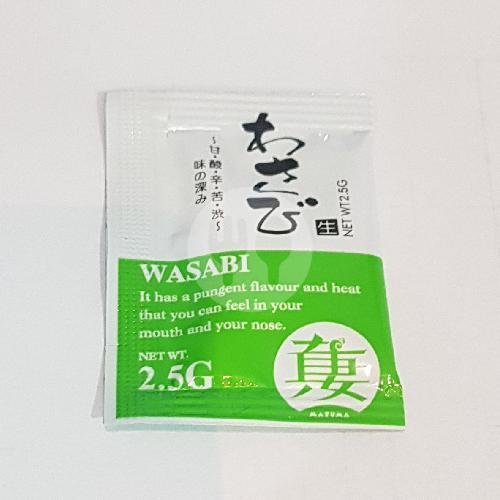 わさび
～甘・酸・辛・苦・渋～
味の深み
生
NET WT2.5G
WASABI
It has a pungent flavour and heat
that you can feel in your
mouth and your nose.
NET WT.
2.5G
MAZUMA